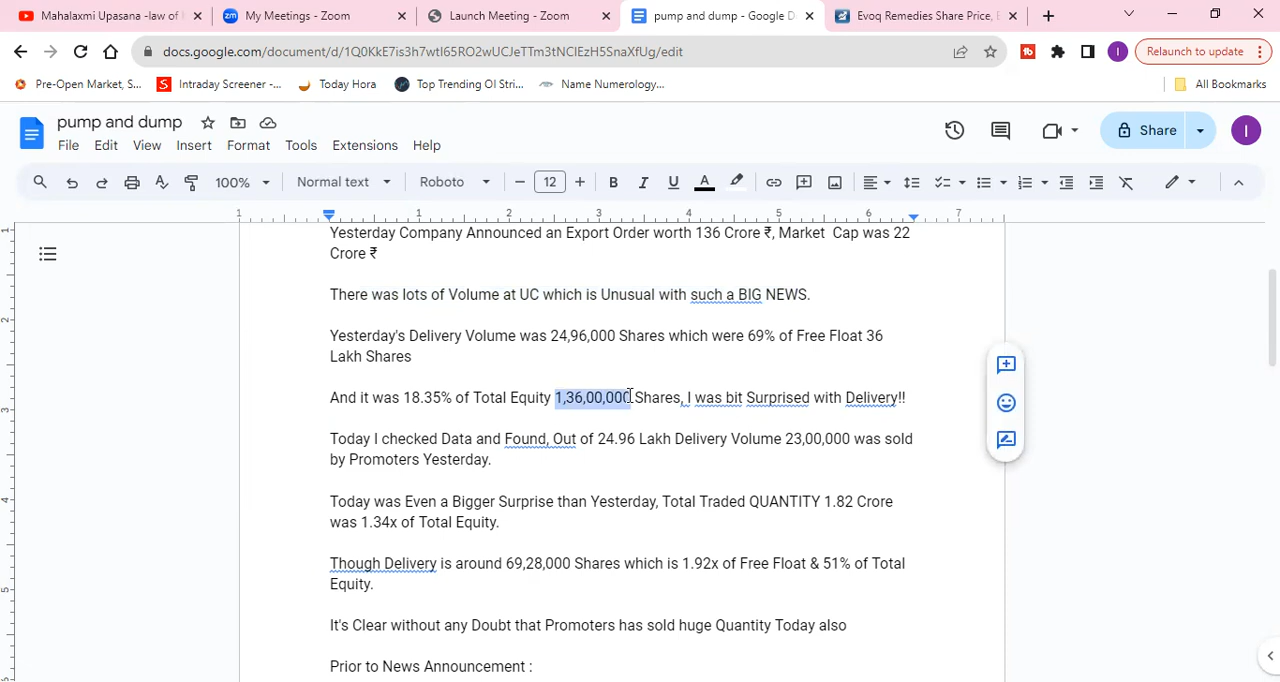 Mahalaxmi Upasana -law of
My Meetings - Zoom
Launch Meeting - Zoom
pump and dump - Google D
Evoq Remedies Share Price, E
docs.google.com/document/d/1Q0KkE7is3h7wtI65RO2wUCJeTTm3tNCIEzH5SnaXfUg/edit
Relaunch to update
Pre-Open Market, S...
Intraday Screener -...
Today Hora
Top Trending OI Stri...
Name Numerology...
All Bookmarks
pump and dump
File Edit View Insert Format Tools Extensions Help
Share
I
100% Normal text Roboto 12
1 1 2 3 4 5 6 7
Yesterday Company Announced an Export Order worth 136 Crore ₹, Market Cap was 22
Crore ₹
There was lots of Volume at UC which is Unusual with such a BIG NEWS.
Yesterday's Delivery Volume was 24,96,000 Shares which were 69% of Free Float 36
Lakh Shares
And it was 18.35% of Total Equity 1,36,00,000 Shares, I was bit Surprised with Delivery!!
Today I checked Data and Found, Out of 24.96 Lakh Delivery Volume 23,00,000 was sold
by Promoters Yesterday.
Today was Even a Bigger Surprise than Yesterday, Total Traded QUANTITY 1.82 Crore
was 1.34x of Total Equity.
Though Delivery is around 69,28,000 Shares which is 1.92x of Free Float & 51% of Total
Equity.
It's Clear without any Doubt that Promoters has sold huge Quantity Today also
Prior to News Announcement :